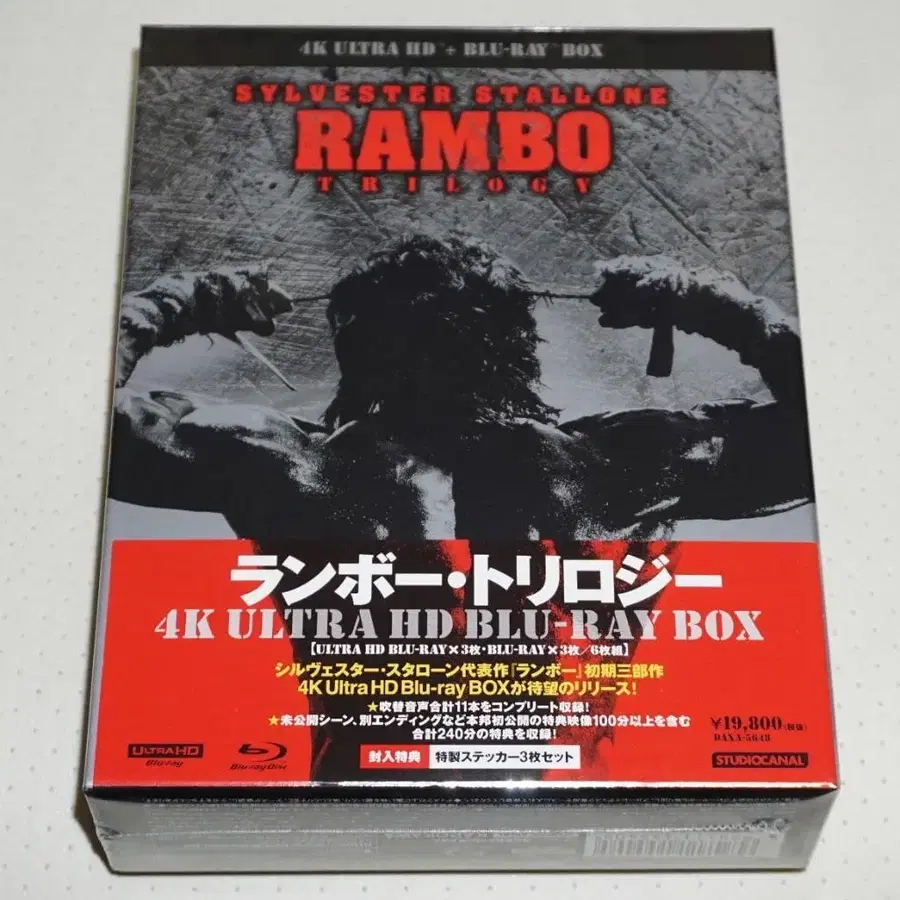 4K ULTRA HD™ + BLU-RAY™ BOX
SYLVESTER STALLONE
RAMBO
TRILOGY
ランボー・トリロジー
4K ULTRA HD BLU-RAY BOX
【ULTRA HD BLU-RAY×3枚・BLU-RAY×3枚/6枚組】
シルヴェスター・スタローン代表作『ランボー』初期三部作
4K Ultra HD Blu-ray BOXが待望のリリース!
★吹替音声合計11本をコンプリート収録!
★未公開シーン、別エンディングなど本邦初公開の特典映像100分以上を含む
合計240分の特典を収録!
封入特典 特製ステッカー3枚セット
¥19,800(税抜)
DAXA-5648
ULTRA HD
Blu-ray
Blu-ray Disc
STUDIOCANAL